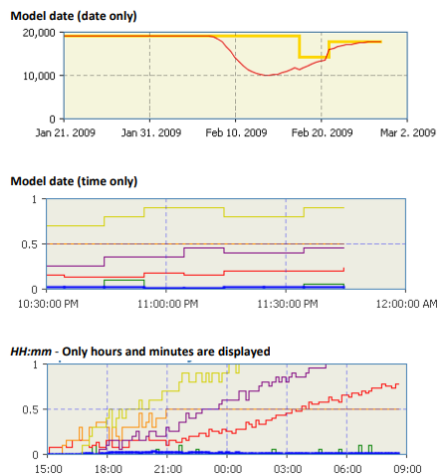 Model date (date only)
20,000
10,000
0
Jan 21, 2009 Jan 31, 2009 Feb 10, 2009 Feb 20, 2009 Mar 2, 2009
Model date (time only)
1
0.5
0
10:30:00 PM 11:00:00 PM 11:30:00 PM 12:00:00 AM
HH:mm - Only hours and minutes are displayed
1
0.5
0
15:00 18:00 21:00 00:00 03:00 06:00 09:00